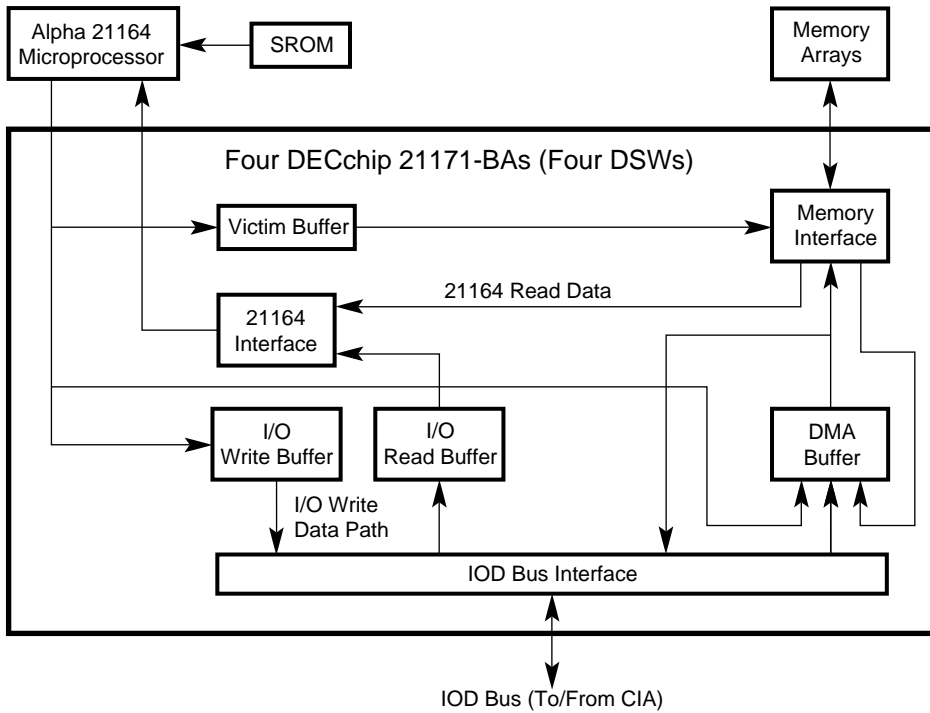 Alpha 21164
Microprocessor
SROM
Memory
Arrays
Four DECchip 21171-BAs (Four DSWs)
Victim Buffer
Memory
Interface
21164 Read Data
21164
Interface
I/O
Write Buffer
I/O
Read Buffer
DMA
Buffer
I/O Write
Data Path
IOD Bus Interface
IOD Bus (To/From CIA)